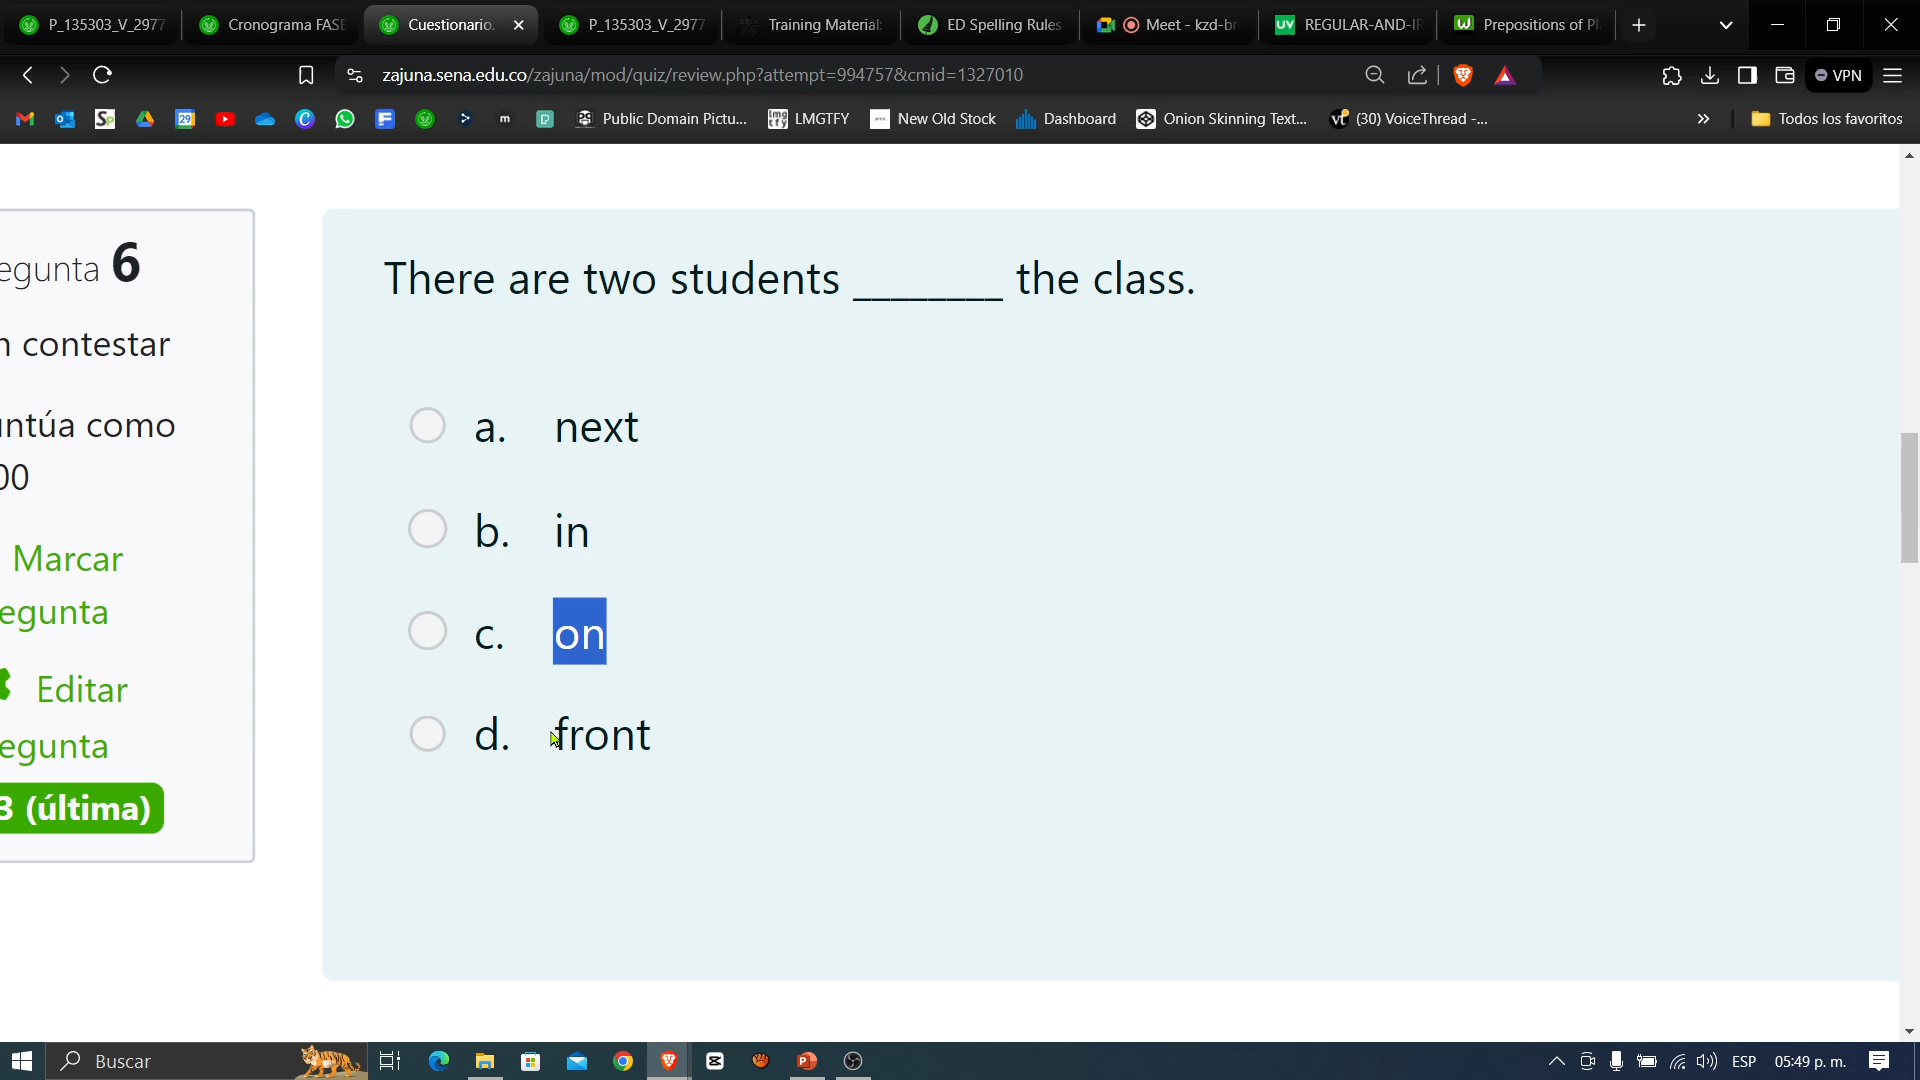 P_135303_V_2977
Cronograma FASE
Cuestionario.
P_135303_V_2977
Training Material:
ED Spelling Rules
Meet - kzd-br
REGULAR-AND-IR
Prepositions of Pl
zajuna.sena.edu.co/zajuna/mod/quiz/review.php?attempt=994757&cmid=1327010
VPN
Public Domain Pictu...
LMGTFY
New Old Stock
Dashboard
Onion Skinning Text...
(30) VoiceThread -...
Todos los favoritos
egunta 6
n contestar
untúa como
00
Marcar
egunta
Editar
egunta
3 (última)
There are two students ________ the class.
a. next
b. in
c. on
d. front
Buscar
ESP
05:49 p. m.